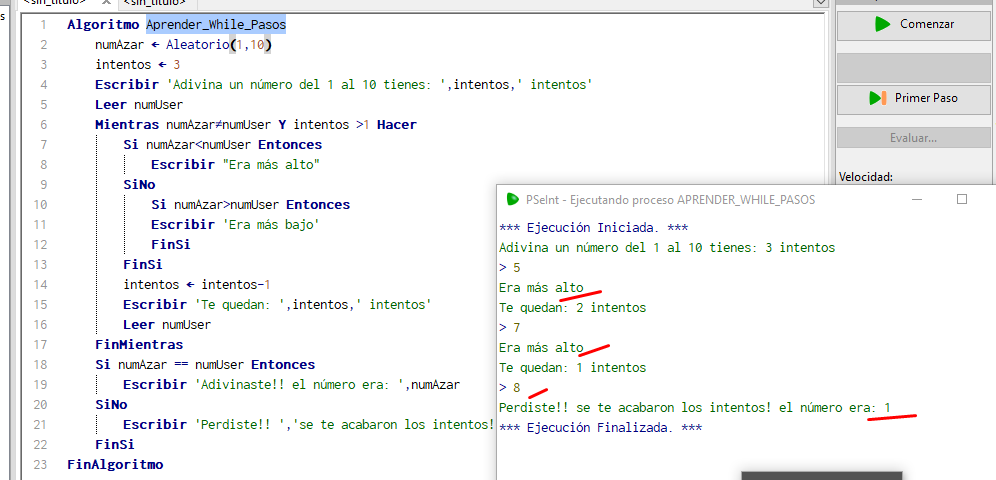 <sin_titulo>
<sin_titulo>
s
1 Algoritmo Aprender_While_Pasos
2 numAzar ← Aleatorio(1,10)
3 intentos ← 3
4 Escribir 'Adivina un número del 1 al 10 tienes: ',intentos,' intentos'
5 Leer numUser
6 Mientras numAzar≠numUser Y intentos >1 Hacer
7 Si numAzar<numUser Entonces
8 Escribir "Era más alto"
9 SiNo
10 Si numAzar>numUser Entonces
11 Escribir 'Era más bajo'
12 FinSi
13 FinSi
14 intentos ← intentos-1
15 Escribir 'Te quedan: ',intentos,' intentos'
16 Leer numUser
17 FinMientras
18 Si numAzar == numUser Entonces
19 Escribir 'Adivinaste!! el número era: ',numAzar
20 SiNo
21 Escribir 'Perdiste!! ','se te acabaron los intentos!
22 FinSi
23 FinAlgoritmo
Comenzar
Primer Paso
Evaluar...
Velocidad:
PSeInt - Ejecutando proceso APRENDER_WHILE_PASOS
*** Ejecución Iniciada. ***
Adivina un número del 1 al 10 tienes: 3 intentos
> 5
Era más alto
Te quedan: 2 intentos
> 7
Era más alto
Te quedan: 1 intentos
> 8
Perdiste!! se te acabaron los intentos! el número era: 1
*** Ejecución Finalizada. ***